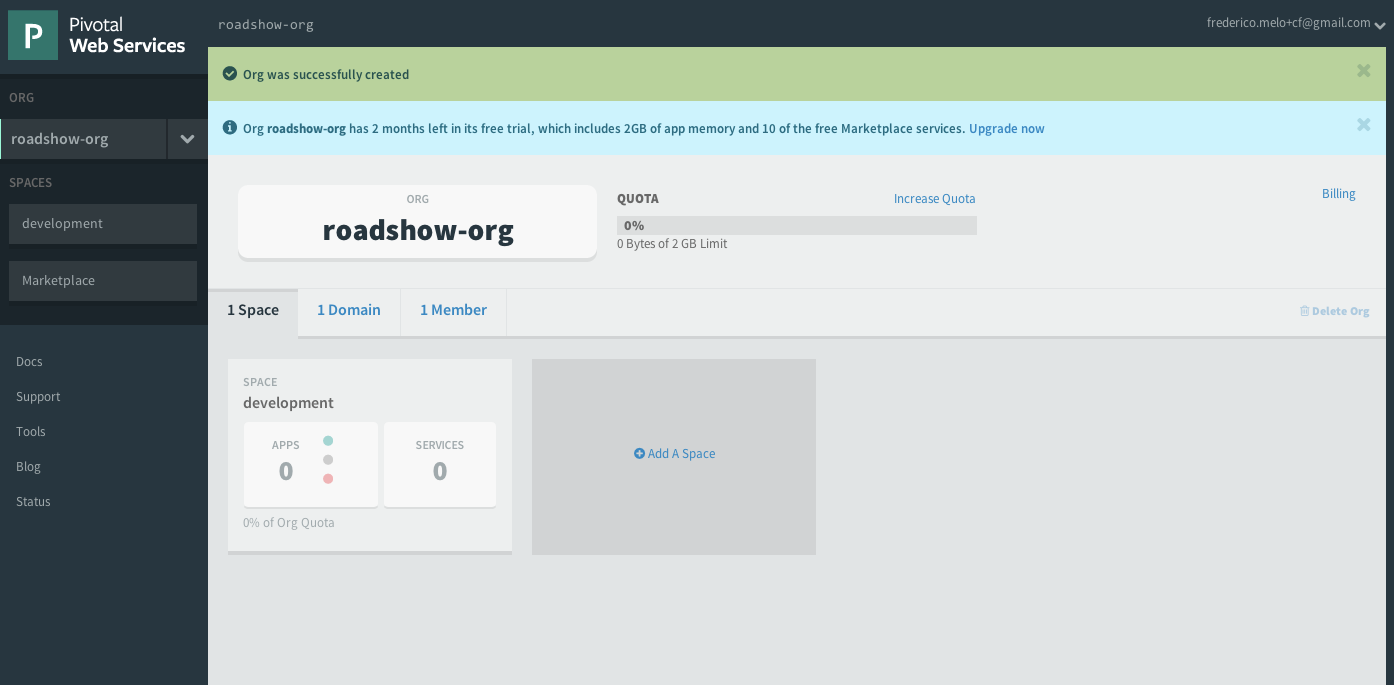 P
Pivotal
Web Services
roadshow-org
frederico.melo+cf@gmail.com
Org was successfully created
ORG
roadshow-org
Org roadshow-org has 2 months left in its free trial, which includes 2GB of app memory and 10 of the free Marketplace services. Upgrade now
SPACES
development
Marketplace
Docs
Support
Tools
Blog
Status
ORG
roadshow-org
QUOTA
Increase Quota
0%
0 Bytes of 2 GB Limit
Billing
1 Space
1 Domain
1 Member
Delete Org
SPACE
development
APPS
0
SERVICES
0
0% of Org Quota
Add A Space